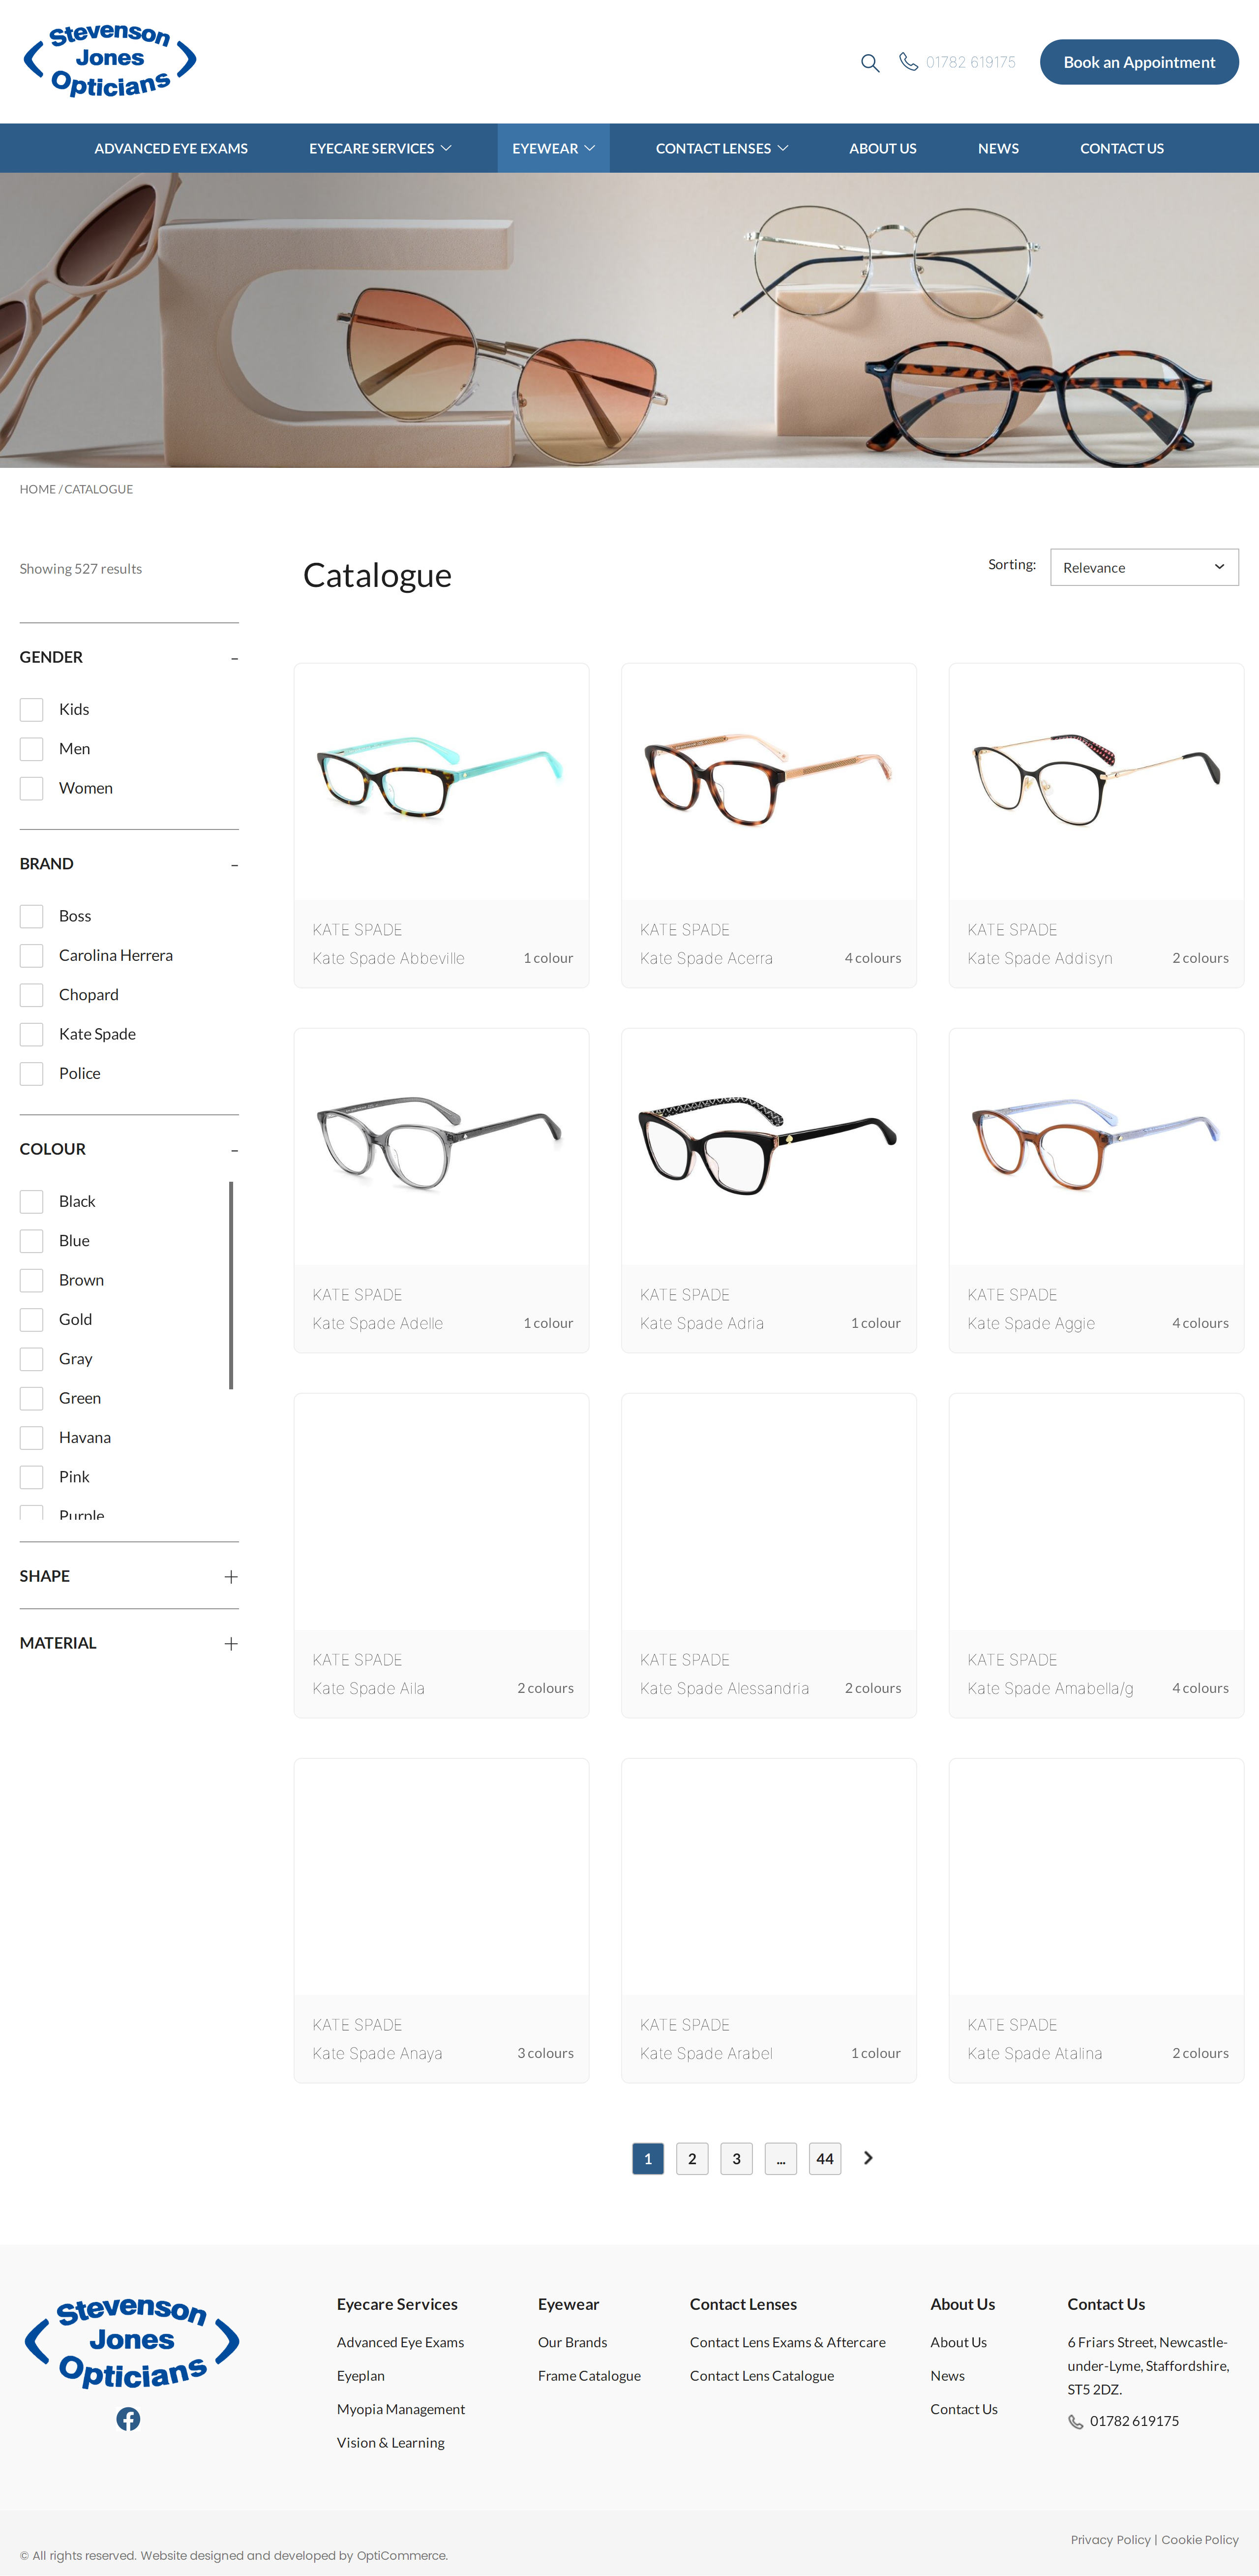 Stevenson
Jones
Opticians
01782 619175
Book an Appointment
ADVANCED EYE EXAMS
EYECARE SERVICES
EYEWEAR
CONTACT LENSES
ABOUT US
NEWS
CONTACT US
HOME / CATALOGUE
Showing 527 results
Catalogue
Sorting:
Relevance
GENDER
Kids
Men
Women
BRAND
Boss
Carolina Herrera
Chopard
Kate Spade
Police
COLOUR
Black
Blue
Brown
Gold
Gray
Green
Havana
Pink
Purple
SHAPE
MATERIAL
KATE SPADE
Kate Spade Abbeville
1 colour
KATE SPADE
Kate Spade Acerra
4 colours
KATE SPADE
Kate Spade Addisyn
2 colours
KATE SPADE
Kate Spade Adelle
1 colour
KATE SPADE
Kate Spade Adria
1 colour
KATE SPADE
Kate Spade Aggie
4 colours
KATE SPADE
Kate Spade Aila
2 colours
KATE SPADE
Kate Spade Alessandria
2 colours
KATE SPADE
Kate Spade Amabella/g
4 colours
KATE SPADE
Kate Spade Anaya
3 colours
KATE SPADE
Kate Spade Arabel
1 colour
KATE SPADE
Kate Spade Atalina
2 colours
1 2 3 ... 44
Stevenson
Jones
Opticians
Eyecare Services
Advanced Eye Exams
Eyeplan
Myopia Management
Vision & Learning
Eyewear
Our Brands
Frame Catalogue
Contact Lenses
Contact Lens Exams & Aftercare
Contact Lens Catalogue
About Us
About Us
News
Contact Us
Contact Us
6 Friars Street, Newcastle-
under-Lyme, Staffordshire,
ST5 2DZ.
01782 619175
Privacy Policy | Cookie Policy
© All rights reserved. Website designed and developed by OptiCommerce.